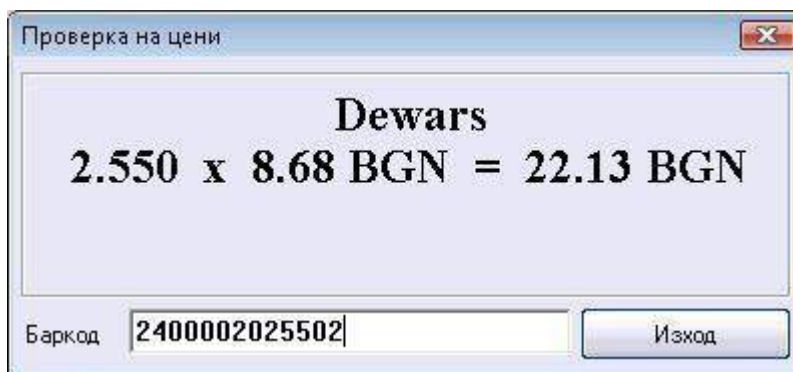 Проверка на цени
Dewars
2.550 x 8.68 BGN = 22.13 BGN
Баркод 2400002025502 Изход